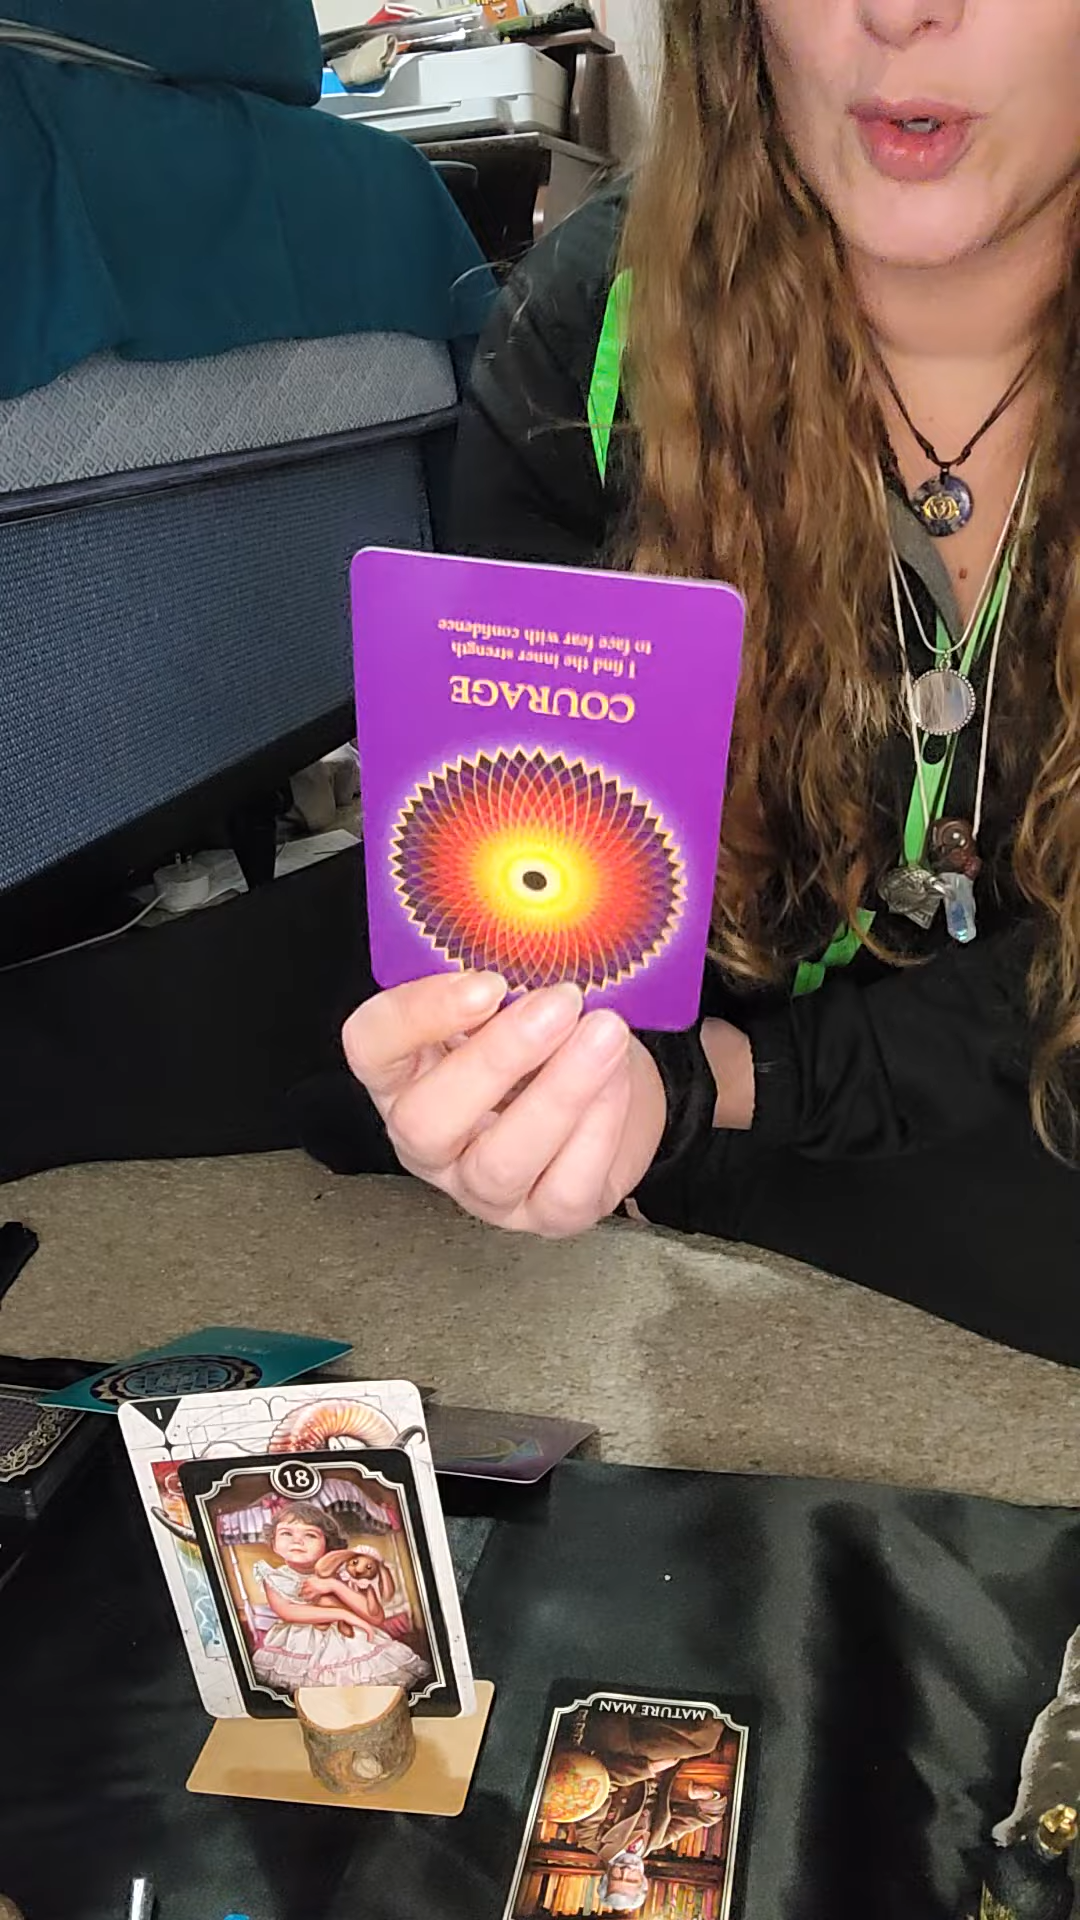 COURAGE
I find the inner strength
to face fear with confidence
I
18
MATURE MAN